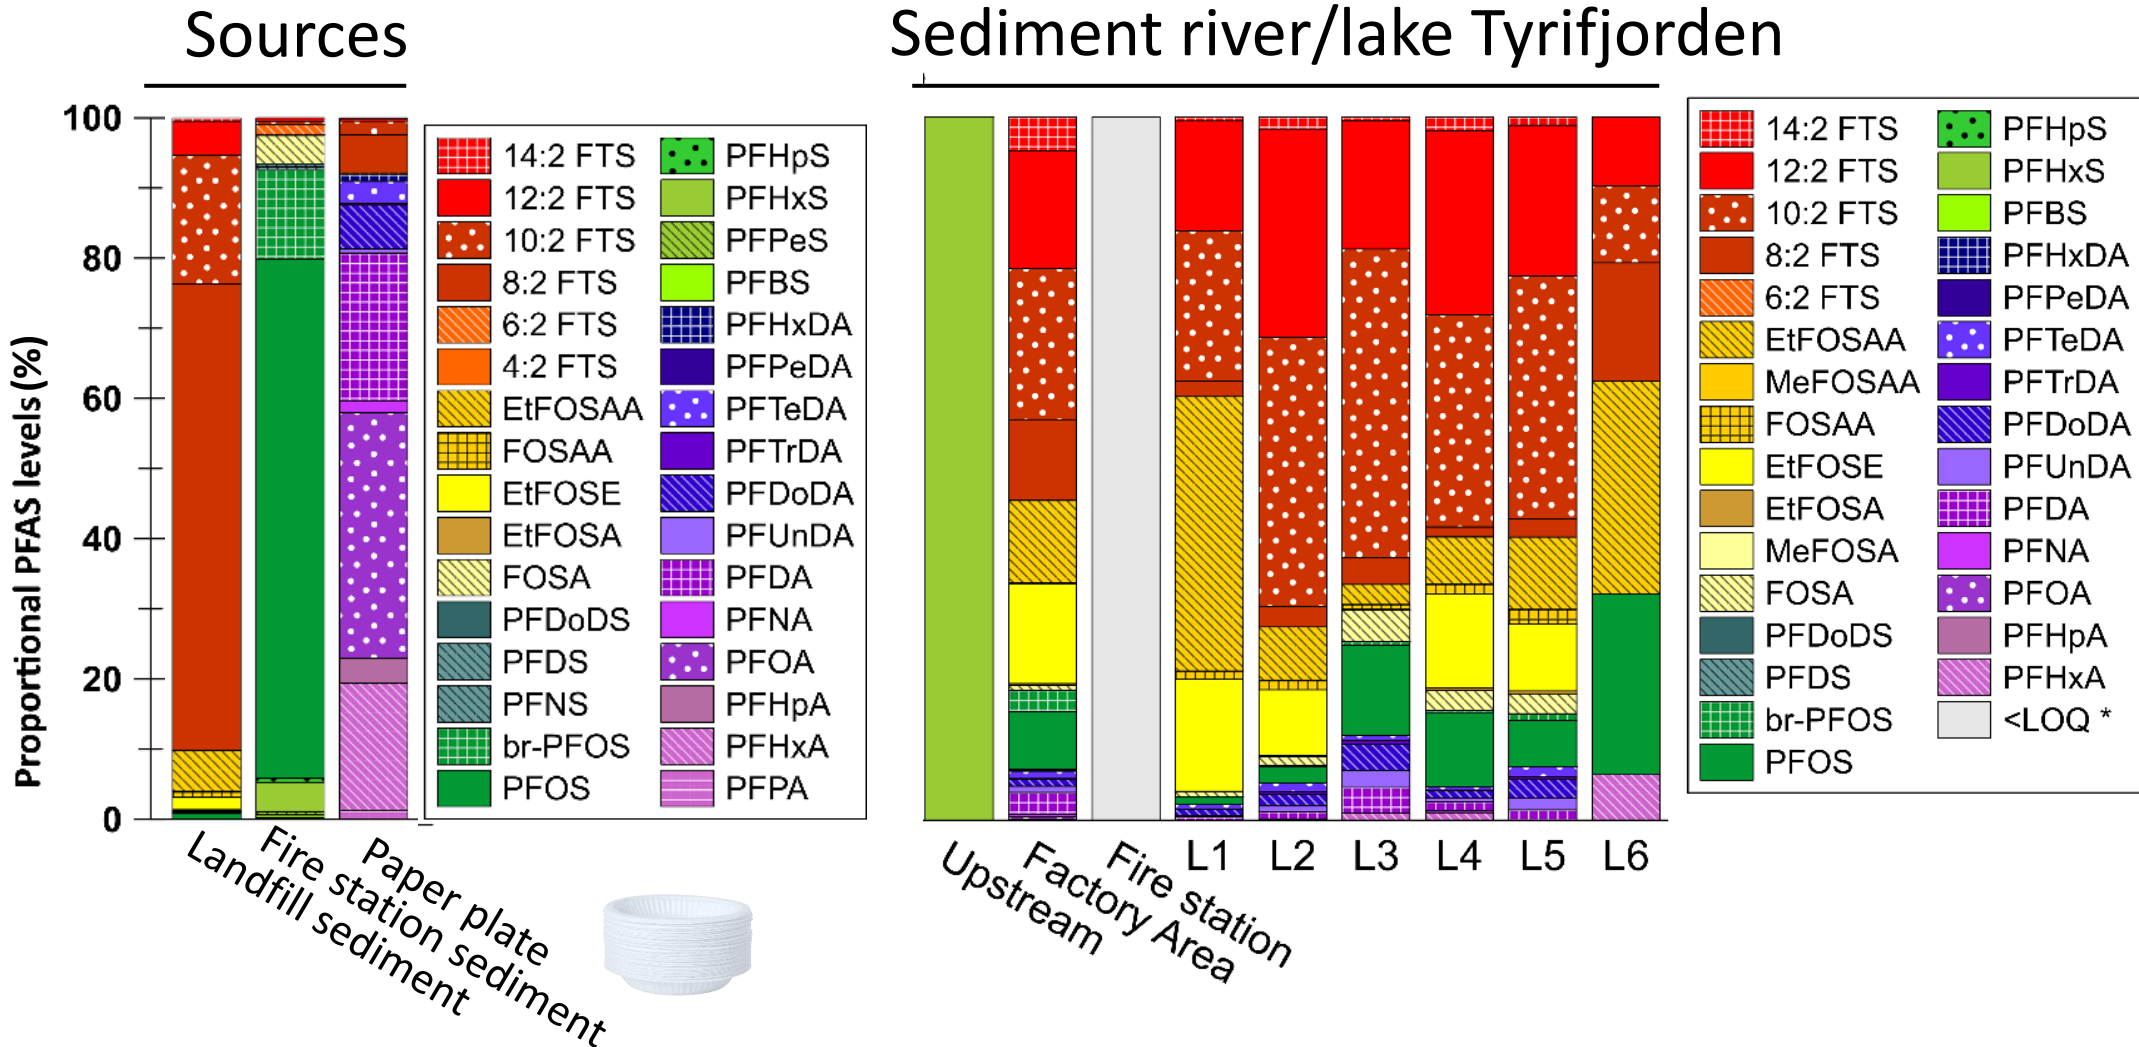 Sources
Sediment river/lake Tyrifjorden
Proportional PFAS levels (%)
100
80
60
40
20
0
Landfill sediment
Fire station sediment
Paper plate
14:2 FTS
12:2 FTS
10:2 FTS
8:2 FTS
6:2 FTS
4:2 FTS
EtFOSAA
FOSAA
EtFOSE
EtFOSA
FOSA
PFDoDS
PFDS
PFNS
br-PFOS
PFOS
PFHpS
PFHxS
PFPeS
PFBS
PFHxDA
PFPeDA
PFTeDA
PFTrDA
PFDoDA
PFUnDA
PFDA
PFNA
PFOA
PFHpA
PFHxA
PFPA
Upstream
Factory Area
Fire station
L1
L2
L3
L4
L5
L6
14:2 FTS
12:2 FTS
10:2 FTS
8:2 FTS
6:2 FTS
EtFOSAA
MeFOSAA
FOSAA
EtFOSE
EtFOSA
MeFOSA
FOSA
PFDoDS
PFDS
br-PFOS
PFOS
PFHpS
PFHxS
PFBS
PFHxDA
PFPeDA
PFTeDA
PFTrDA
PFDoDA
PFUnDA
PFDA
PFNA
PFOA
PFHpA
PFHxA
<LOQ *